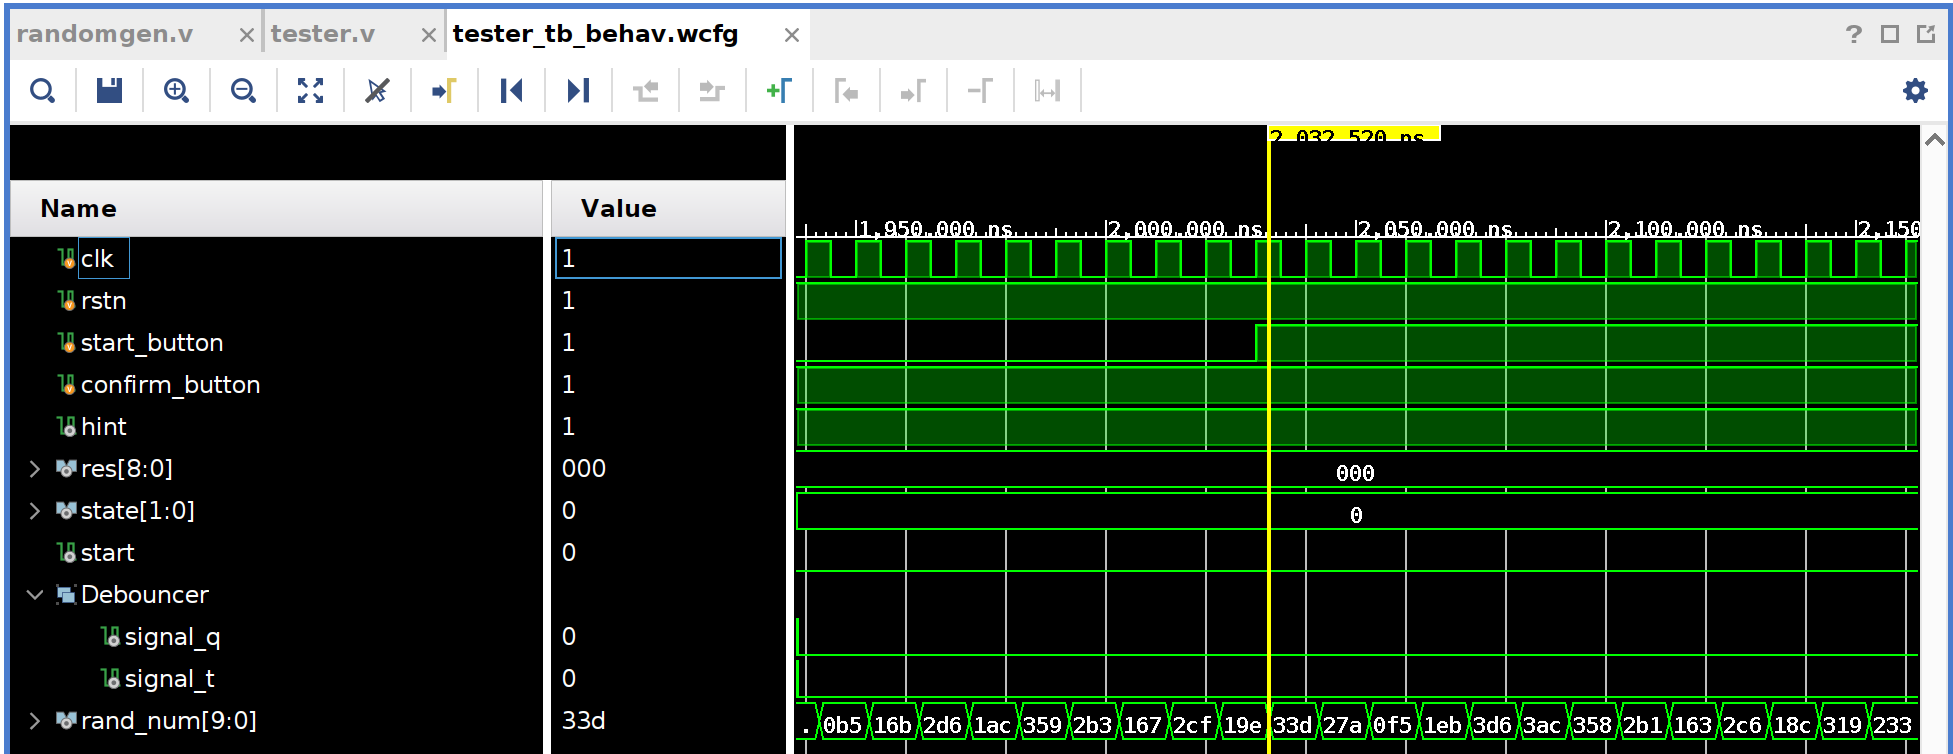 randomgen.v tester.v tester_tb_behav.wcfg ?
2,032.520 ns
Name Value
1,950.000 ns 2,000.000 ns 2,050.000 ns 2,100.000 ns 2,150
clk 1
rstn 1
start_button 1
confirm_button 1
hint 1
res[8:0] 000 000
state[1:0] 0 0
start 0
Debouncer
signal_q 0
signal_t 0
rand_num[9:0] 33d . 0b5 16b 2d6 1ac 359 2b3 167 2cf 19e 33d 27a 0f5 1eb 3d6 3ac 358 2b1 163 2c6 18c 319 233